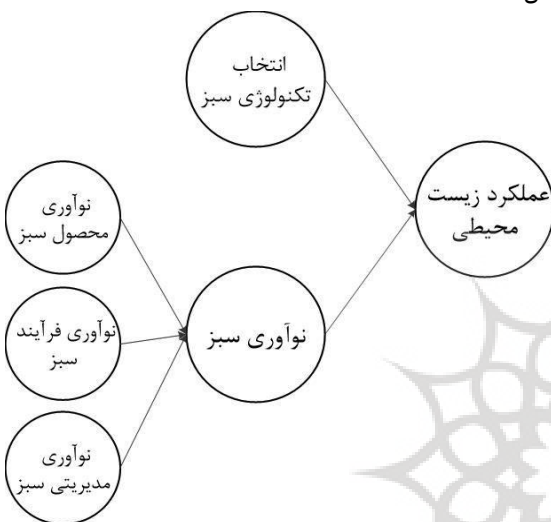 انتخاب
تکنولوژی سبز
عملکرد زیست
محیطی
نوآوری
محصول سبز
نوآوری فرآیند
سبز
نوآوری سبز
نوآوری
مدیریتی سبز